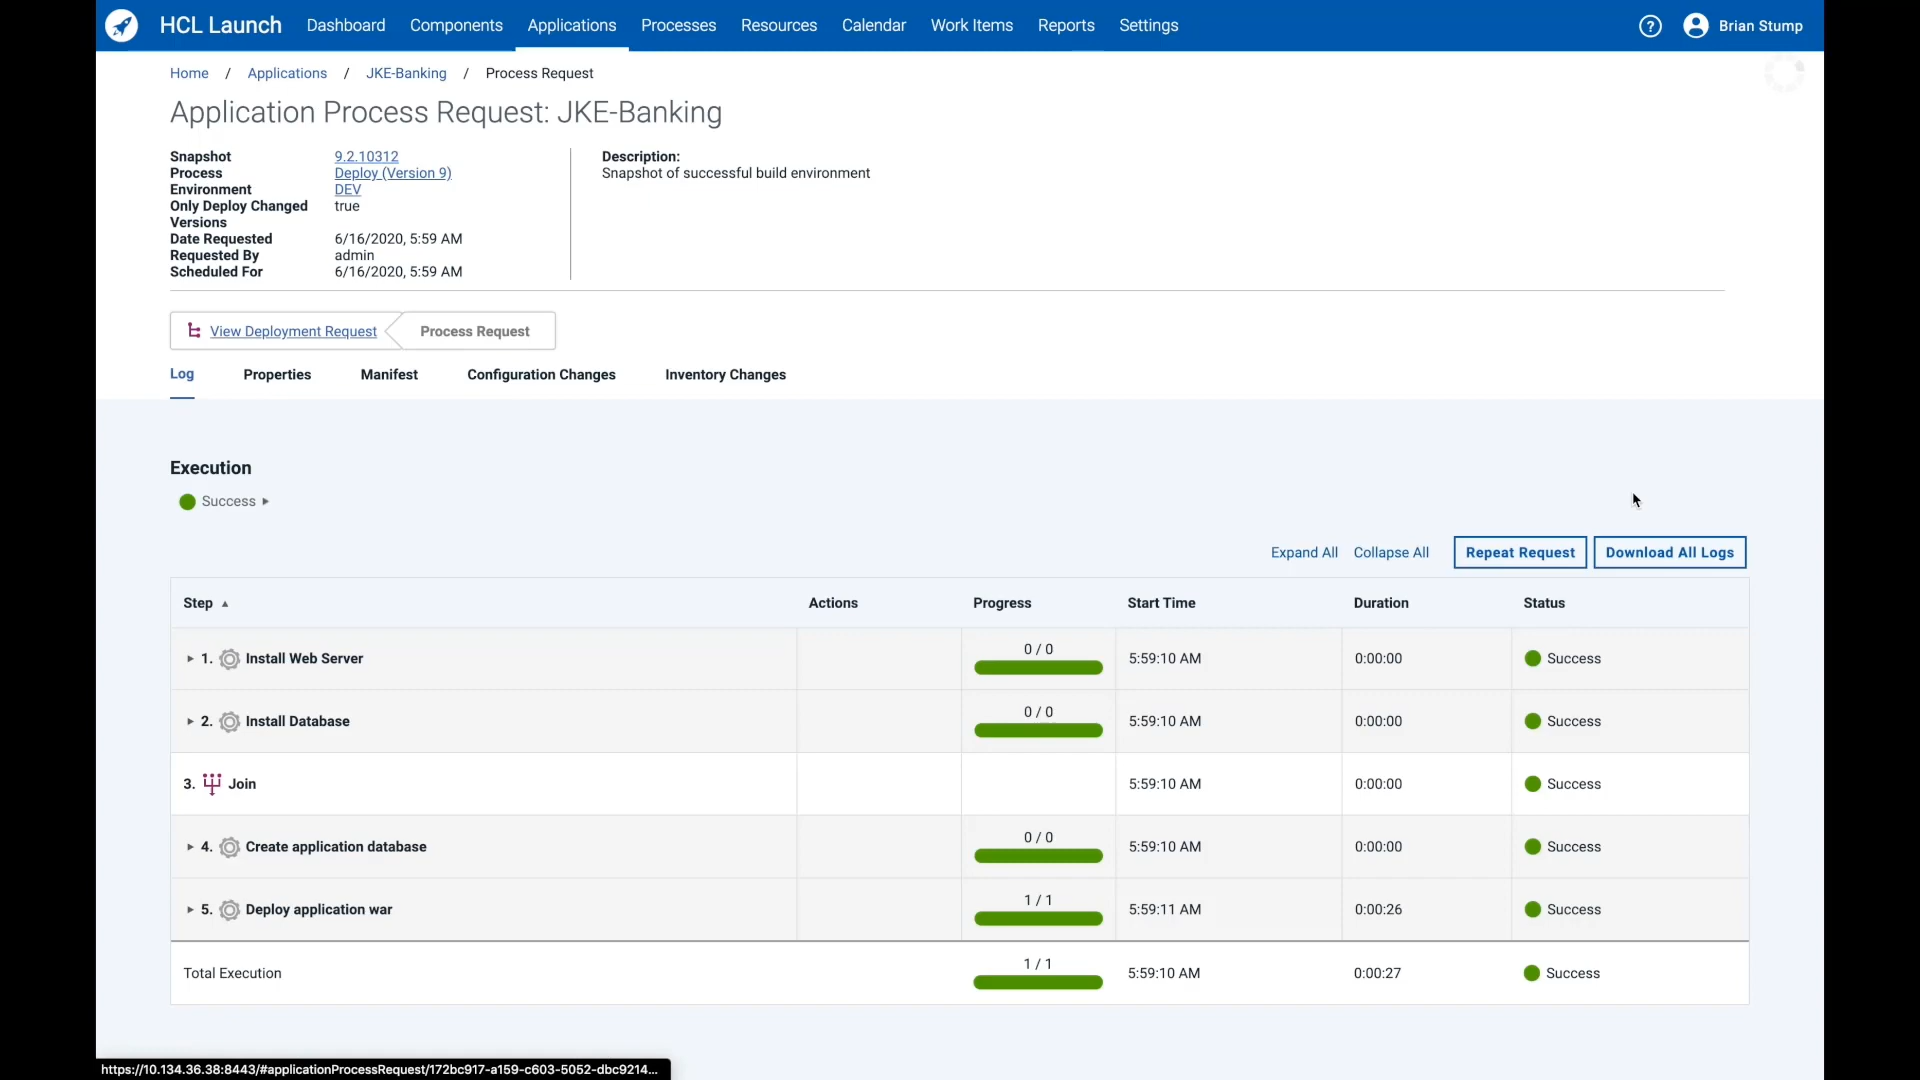 HCL Launch Dashboard Components Applications Processes Resources Calendar Work Items Reports Settings ? Brian Stump
Home / Applications / JKE-Banking / Process Request
Application Process Request: JKE-Banking
Snapshot 9.2.10312
Process Deploy (Version 9)
Environment DEV
Only Deploy Changed Versions true
Date Requested 6/16/2020, 5:59 AM
Requested By admin
Scheduled For 6/16/2020, 5:59 AM
Description:
Snapshot of successful build environment
View Deployment Request Process Request
Log Properties Manifest Configuration Changes Inventory Changes
Execution
Success
Expand All Collapse All Repeat Request Download All Logs
Step Actions Progress Start Time Duration Status
1. Install Web Server 0 / 0 5:59:10 AM 0:00:00 Success
2. Install Database 0 / 0 5:59:10 AM 0:00:00 Success
3. Join 5:59:10 AM 0:00:00 Success
4. Create application database 0 / 0 5:59:10 AM 0:00:00 Success
5. Deploy application war 1 / 1 5:59:11 AM 0:00:26 Success
Total Execution 1 / 1 5:59:10 AM 0:00:27 Success
https://10.134.36.38:8443/#applicationProcessRequest/172bc917-a159-c603-5052-dbc9214...